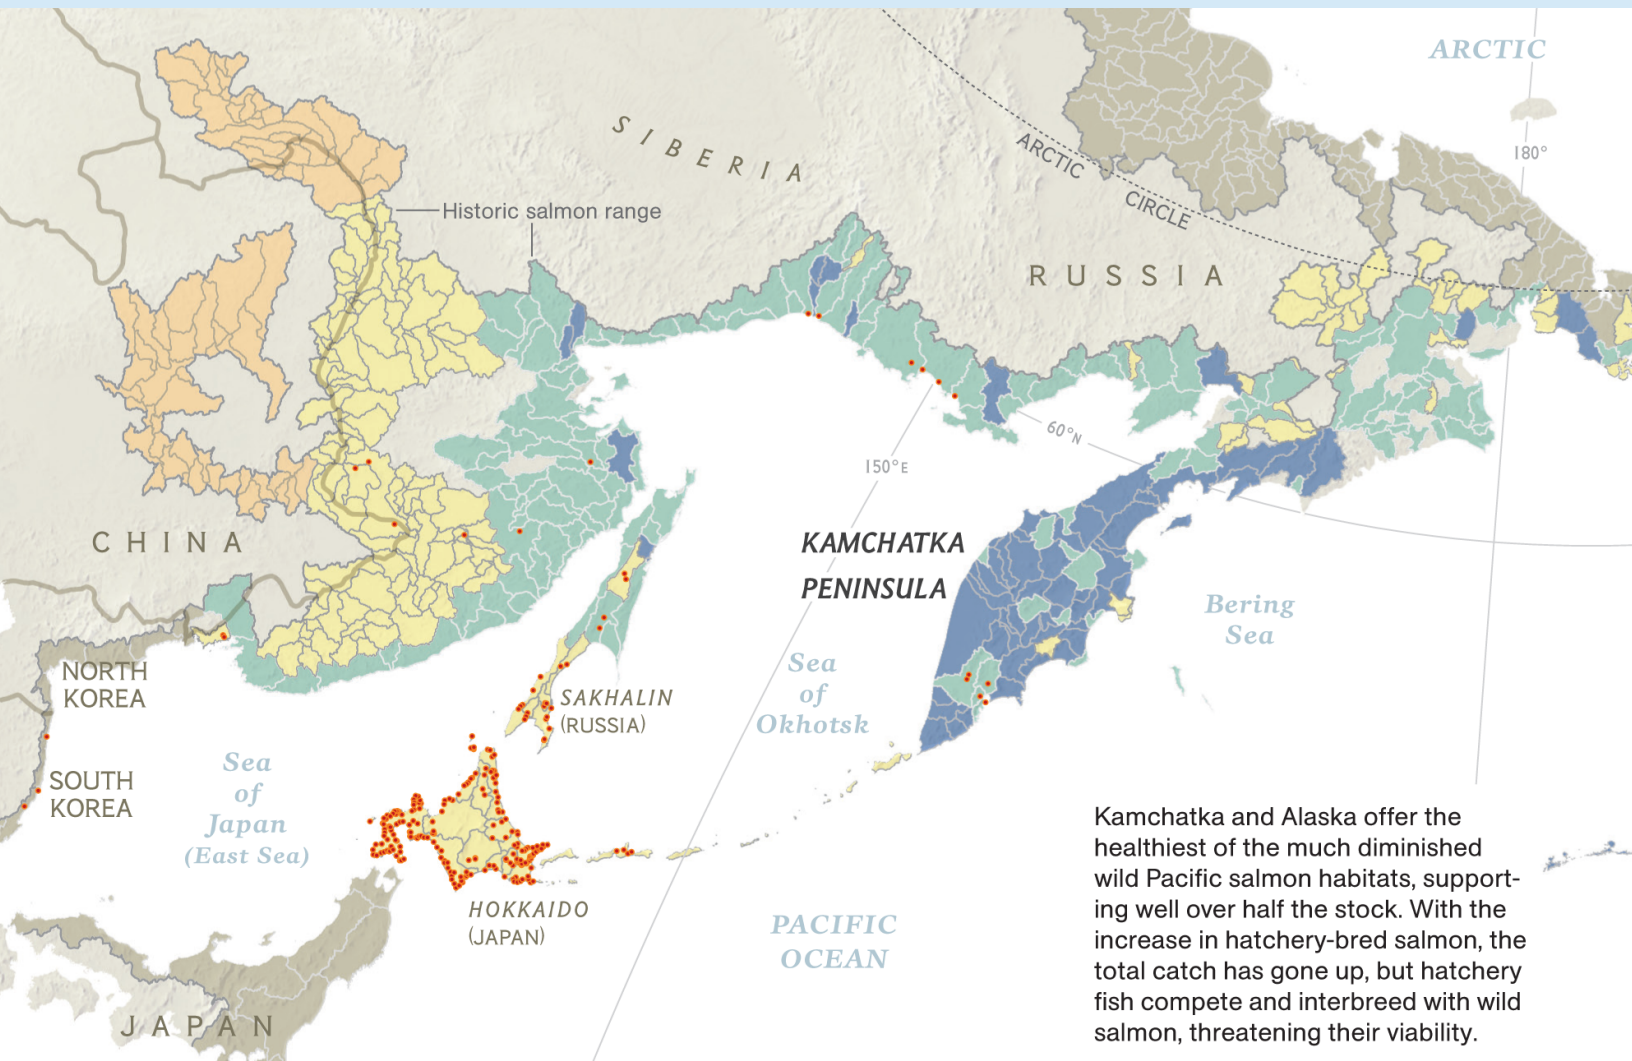 ARCTIC
180°
ARCTIC
CIRCLE
SIBERIA
Historic salmon range
RUSSIA
60°N
150°E
CHINA
KAMCHATKA
PENINSULA
Bering
Sea
NORTH
KOREA
Sea
of
Okhotsk
SAKHALIN
(RUSSIA)
SOUTH
KOREA
Sea
of
Japan
(East Sea)
HOKKAIDO
(JAPAN)
PACIFIC
OCEAN
JAPAN
Kamchatka and Alaska offer the
healthiest of the much diminished
wild Pacific salmon habitats, support-
ing well over half the stock. With the
increase in hatchery-bred salmon, the
total catch has gone up, but hatchery
fish compete and interbreed with wild
salmon, threatening their viability.